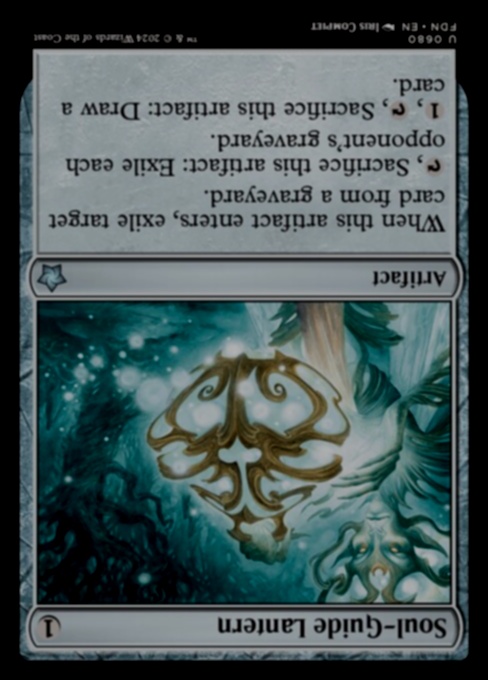 Soul-Guide Lantern 1
Artifact
When this artifact enters, exile target
card from a graveyard.
, Sacrifice this artifact: Exile each
opponent's graveyard.
1, , Sacrifice this artifact: Draw a
card.
U 0680
FDN • EN Iris Compiet
™ & © 2024 Wizards of the Coast